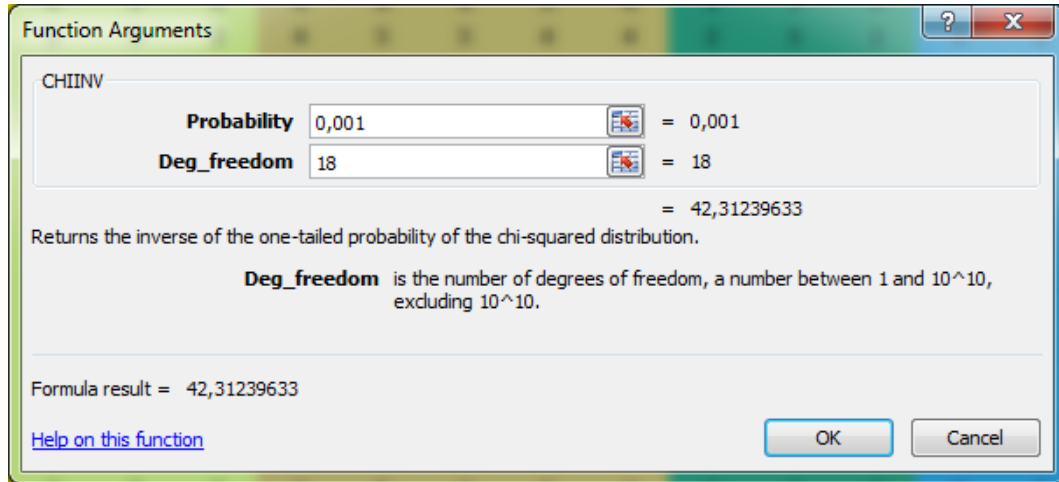 Function Arguments
CHIINV
Probability 0,001 = 0,001
Deg_freedom 18 = 18
= 42,31239633
Returns the inverse of the one-tailed probability of the chi-squared distribution.
Deg_freedom is the number of degrees of freedom, a number between 1 and 10^10,
excluding 10^10.
Formula result = 42,31239633
Help on this function
OK Cancel